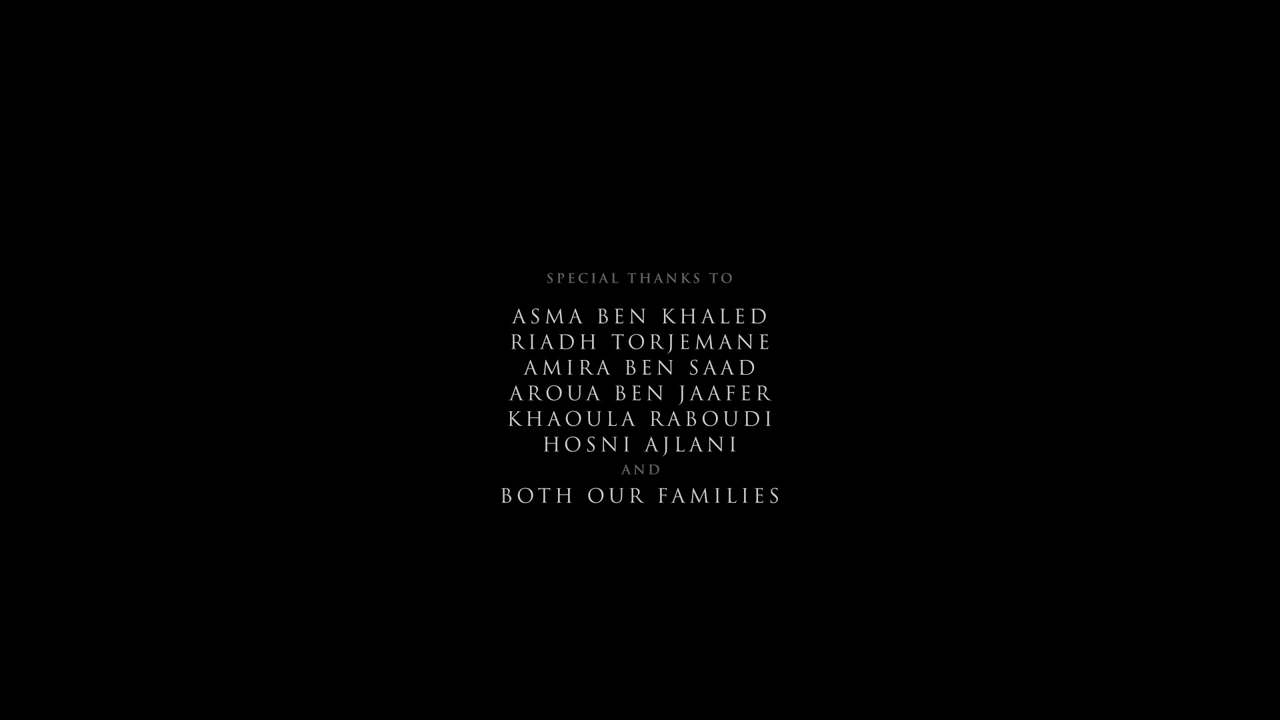 SPECIAL THANKS TO
ASMA BEN KHALED
RIADH TORJEMANE
AMIRA BEN SAAD
AROUA BEN JAAFER
KHAOULA RABOUDI
HOSNI AJLANI
AND
BOTH OUR FAMILIES